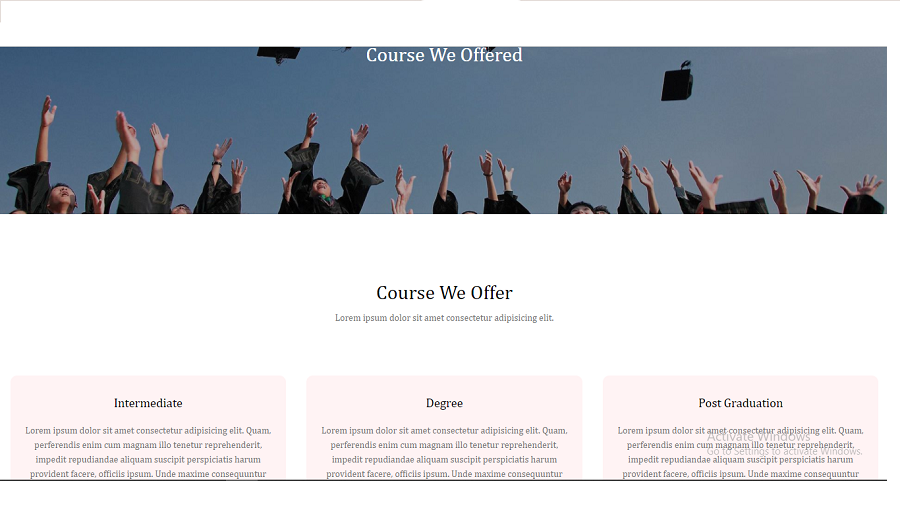 Course We Offered
Course We Offer
Lorem ipsum dolor sit amet consectetur adipisicing elit.
Intermediate
Lorem ipsum dolor sit amet consectetur adipisicing elit. Quam,
perferendis enim cum magnam illo tenetur reprehenderit,
impedit repudiandae aliquam suscipit perspiciatis harum
provident facere, officiis ipsum. Unde maxime consequuntur
Degree
Lorem ipsum dolor sit amet consectetur adipisicing elit. Quam,
perferendis enim cum magnam illo tenetur reprehenderit,
impedit repudiandae aliquam suscipit perspiciatis harum
provident facere, officiis ipsum. Unde maxime consequuntur
Post Graduation
Lorem ipsum dolor sit amet consectetur adipisicing elit. Quam,
perferendis enim cum magnam illo tenetur reprehenderit,
impedit repudiandae aliquam suscipit perspiciatis harum
provident facere, officiis ipsum. Unde maxime consequuntur
Activate Windows
Go to Settings to activate Windows.